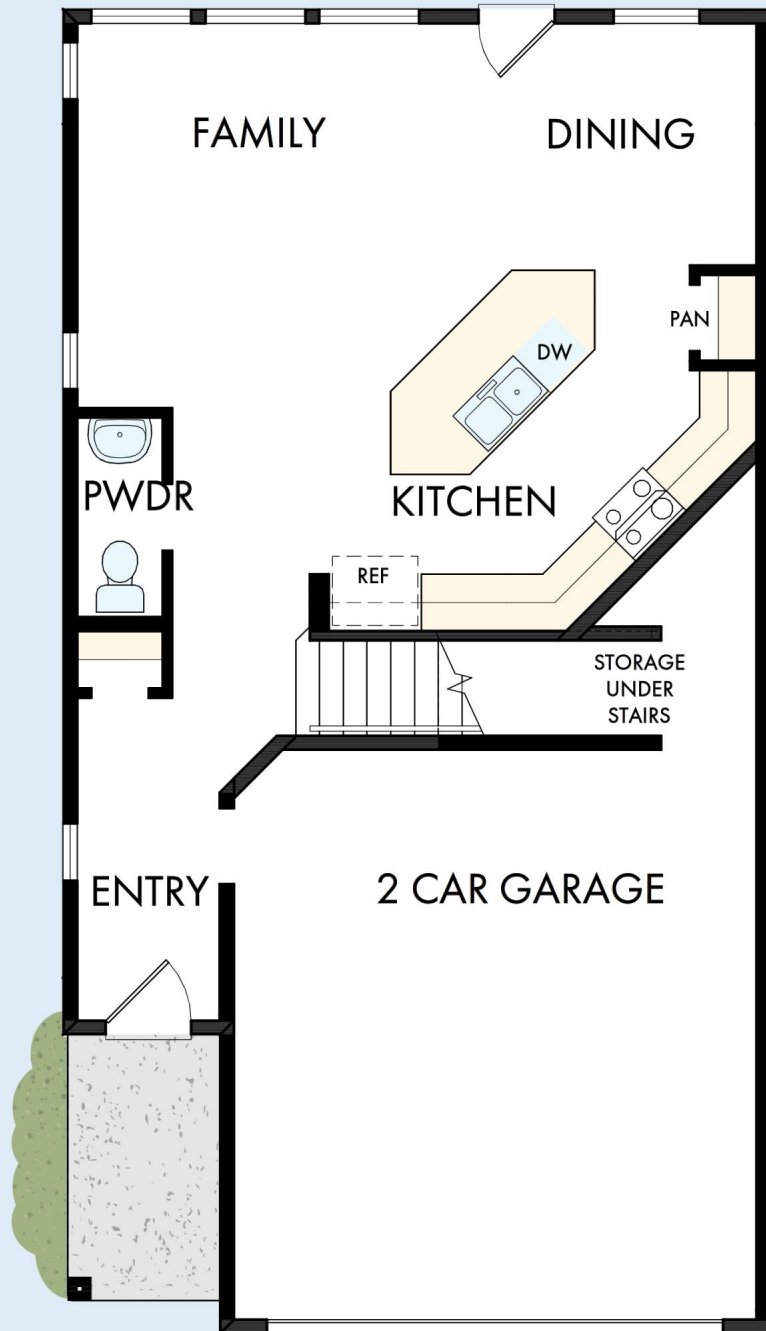 FAMILY
DINING
PAN
DW
PWDR
KITCHEN
REF
STORAGE
UNDER
STAIRS
ENTRY
2 CAR GARAGE